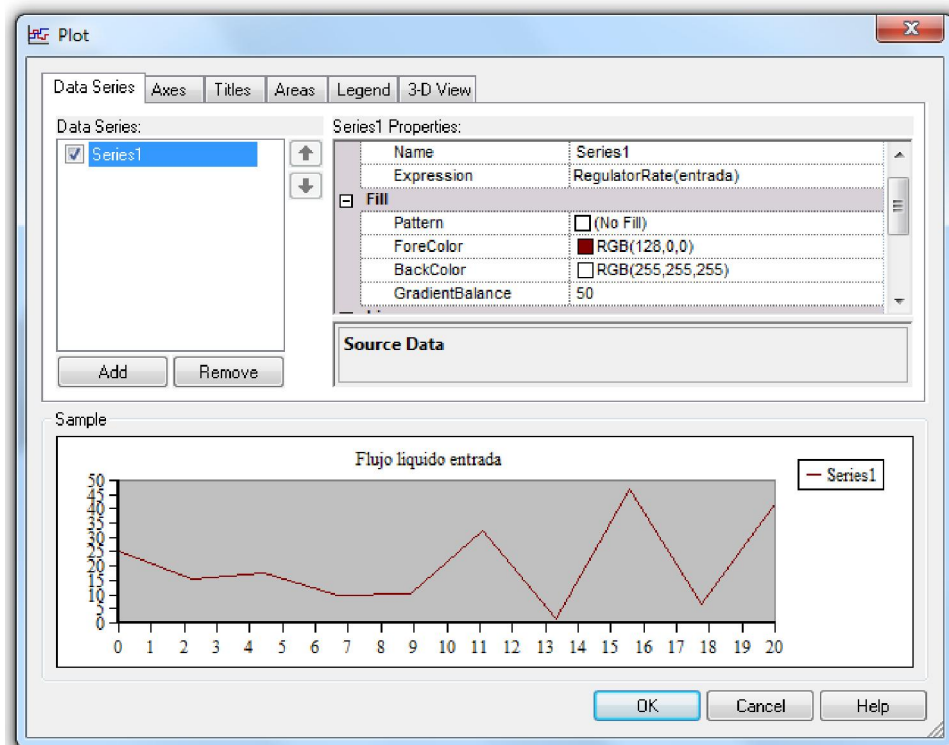 Plot
Data Series Axes Titles Areas Legend 3-D View
Data Series:
Series1
Add Remove
Series1 Properties:
Name Series1
Expression RegulatorRate(entrada)
Fill
Pattern (No Fill)
ForeColor RGB(128,0,0)
BackColor RGB(255,255,255)
GradientBalance 50
Source Data
Sample
Flujo liquido entrada
Series1
50
45
40
35
30
25
20
15
10
5
0
0 1 2 3 4 5 6 7 8 9 10 11 12 13 14 15 16 17 18 19 20
OK Cancel Help